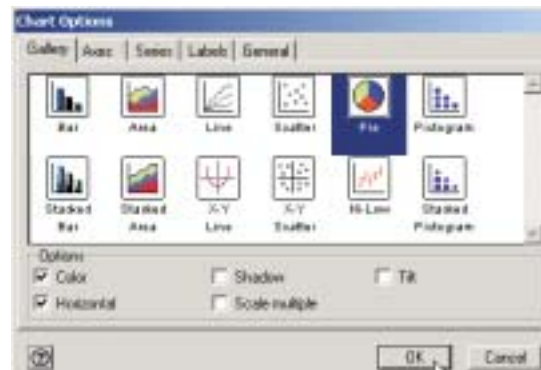 Chart Options
Gallery Axes Series Labels General
Bar Area Line Scatter Pie Pictogram
Stacked Bar Stacked Area X-Y Line X-Y Scatter Hi-Low Stacked Pictogram
Options
Color Shadow Tilt
Horizontal Scale multiple
OK Cancel